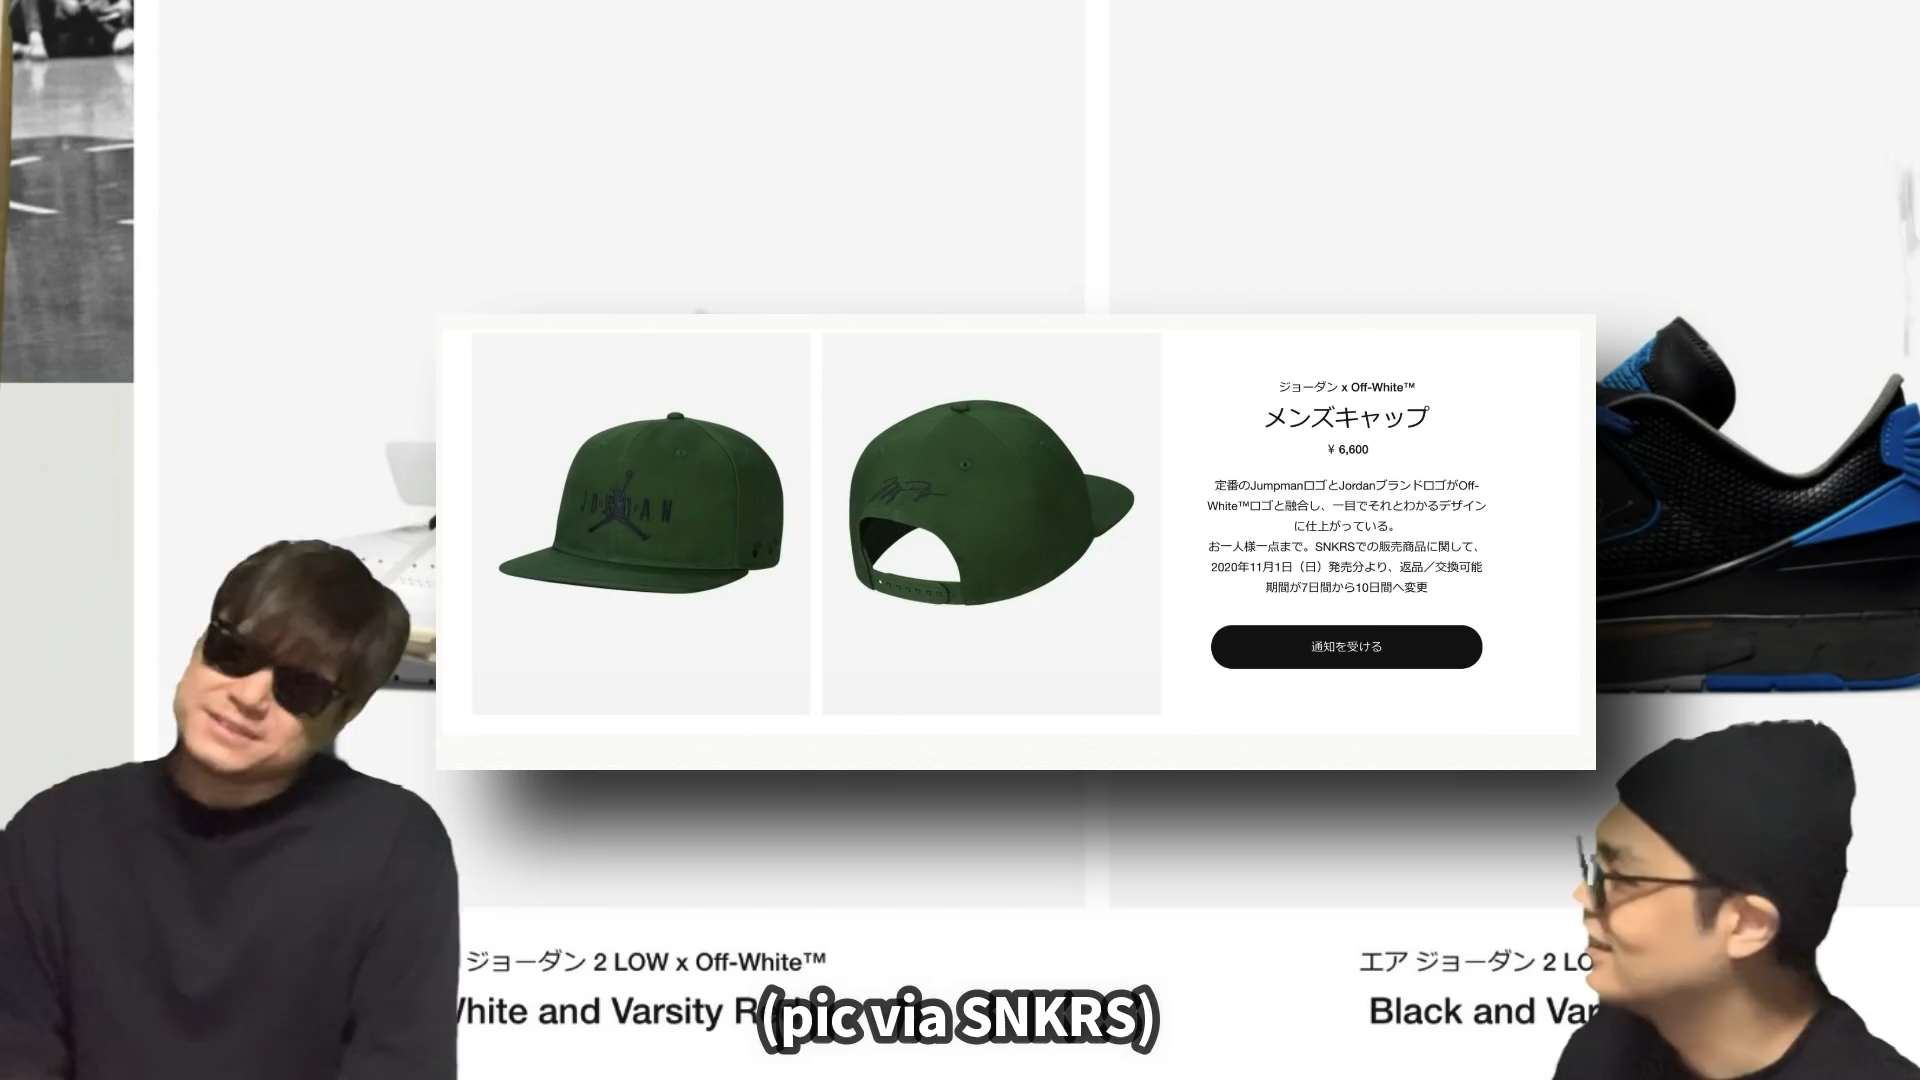 ジョーダン x Off-White™
メンズキャップ
¥ 6,600
定番のJumpmanロゴとJordanブランドロゴがOff-
White™ロゴと融合し、一目でそれとわかるデザイン
に仕上がっている。
お一人様一点まで。SNKRSでの販売商品に関して、
2020年11月1日（日）発売分より、返品／交換可能
期間が7日間から10日間へ変更
通知を受ける
JORDAN
ジョーダン 2 LOW x Off-White™
White and Varsity R
エア ジョーダン 2 LO
Black and Var
(pic via SNKRS)